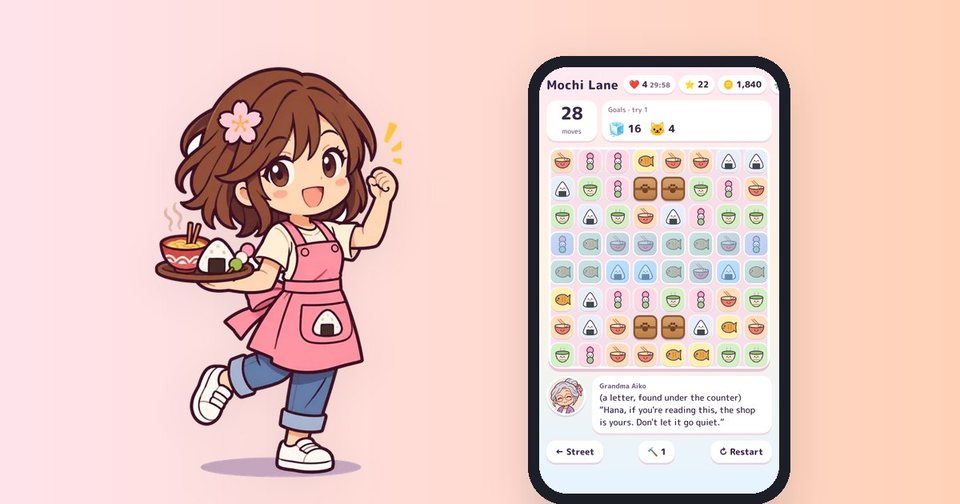 Mochi Lane
4 29:58
22
1,840
28
moves
Goals · try 1
16
4
Grandma Aiko
(a letter, found under the counter)
“Hana, if you’re reading this, the shop
is yours. Don’t let it go quiet.”
← Street
1
↻ Restart